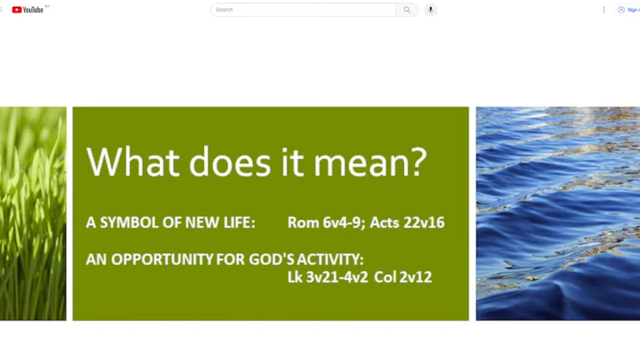 YouTube
Search
Sign
What does it mean?
A SYMBOL OF NEW LIFE: Rom 6v4-9; Acts 22v16
AN OPPORTUNITY FOR GOD'S ACTIVITY:
Lk 3v21-4v2 Col 2v12